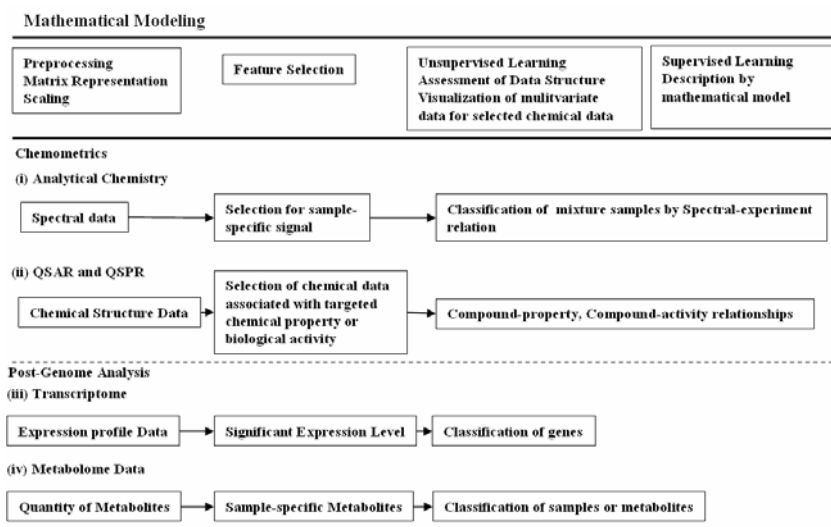 Mathematical Modeling
Preprocessing
Matrix Representation
Scaling
Feature Selection
Unsupervised Learning
Assessment of Data Structure
Visualization of mulitvariate
data for selected chemical data
Supervised Learning
Description by
mathematical model
Chemometrics
(i) Analytical Chemistry
Spectral data
Selection for sample-
specific signal
Classification of mixture samples by Spectral-experiment
relation
(ii) QSAR and QSPR
Chemical Structure Data
Selection of chemical data
associated with targeted
chemical property or
biological activity
Compound-property, Compound-activity relationships
Post-Genome Analysis
(iii) Transcriptome
Expression profile Data
Significant Expression Level
Classification of genes
(iv) Metabolome Data
Quantity of Metabolites
Sample-specific Metabolites
Classification of samples or metabolites